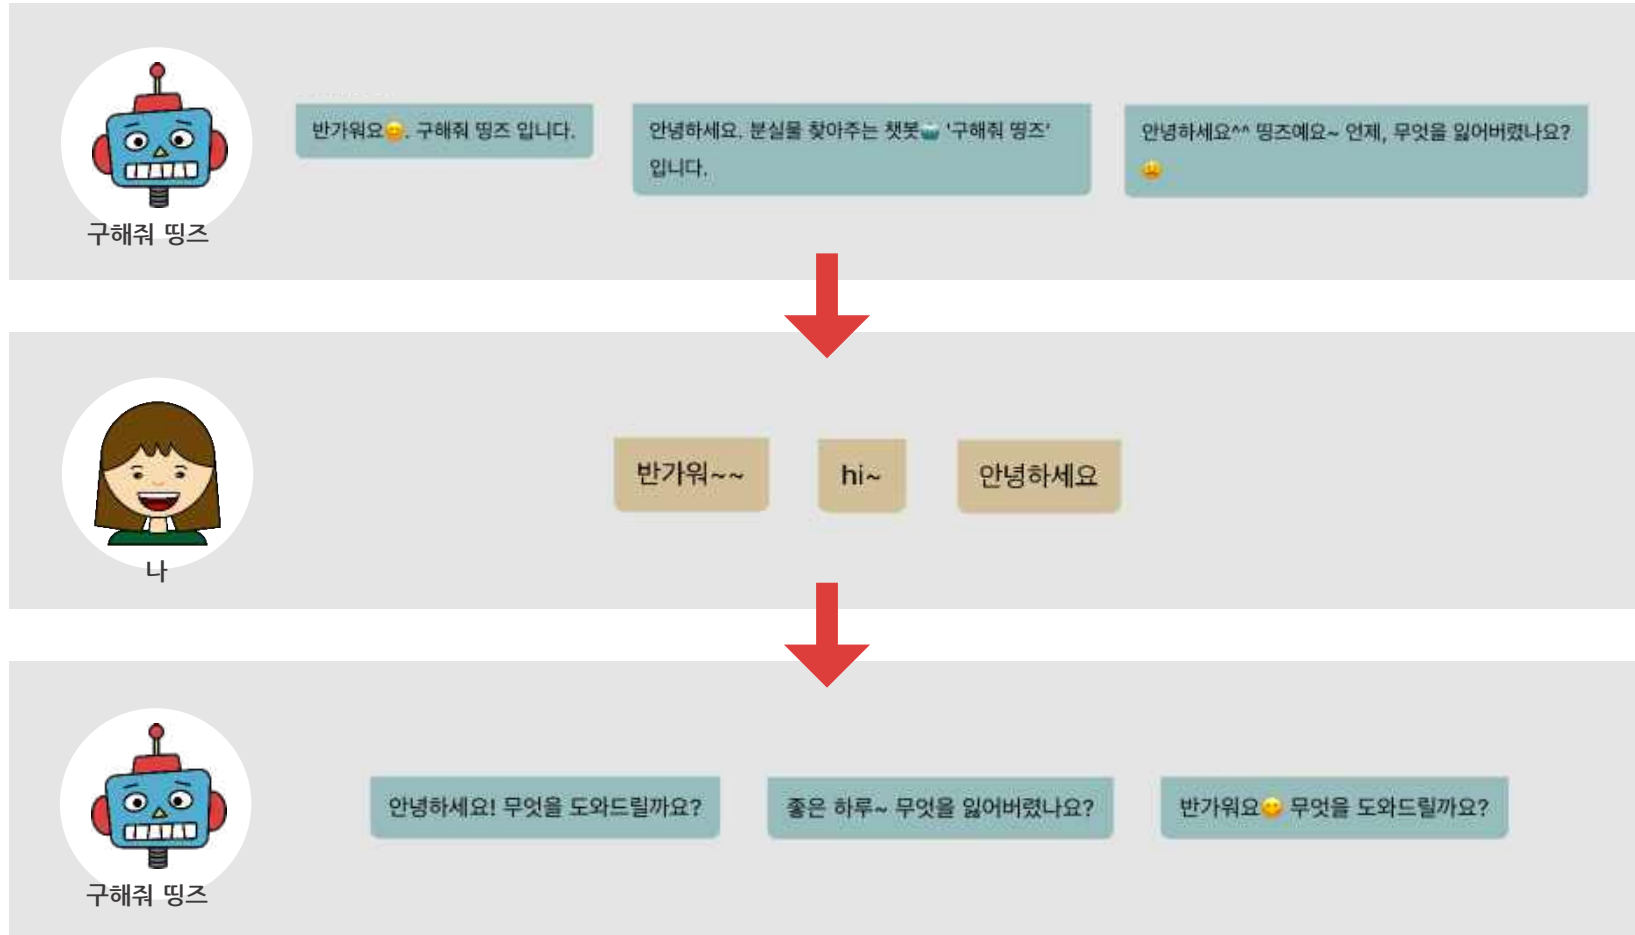 반가워요😊. 구해줘 띵즈 입니다.
안녕하세요. 분실물 찾아주는 챗봇🤖 '구해줘 띵즈'
입니다.
안녕하세요^^ 띵즈예요~ 언제, 무엇을 잃어버렸나요?
😩
구해줘 띵즈
반가워~~
hi~
안녕하세요
나
안녕하세요! 무엇을 도와드릴까요?
좋은 하루~ 무엇을 잃어버렸나요?
반가워요😊 무엇을 도와드릴까요?
구해줘 띵즈